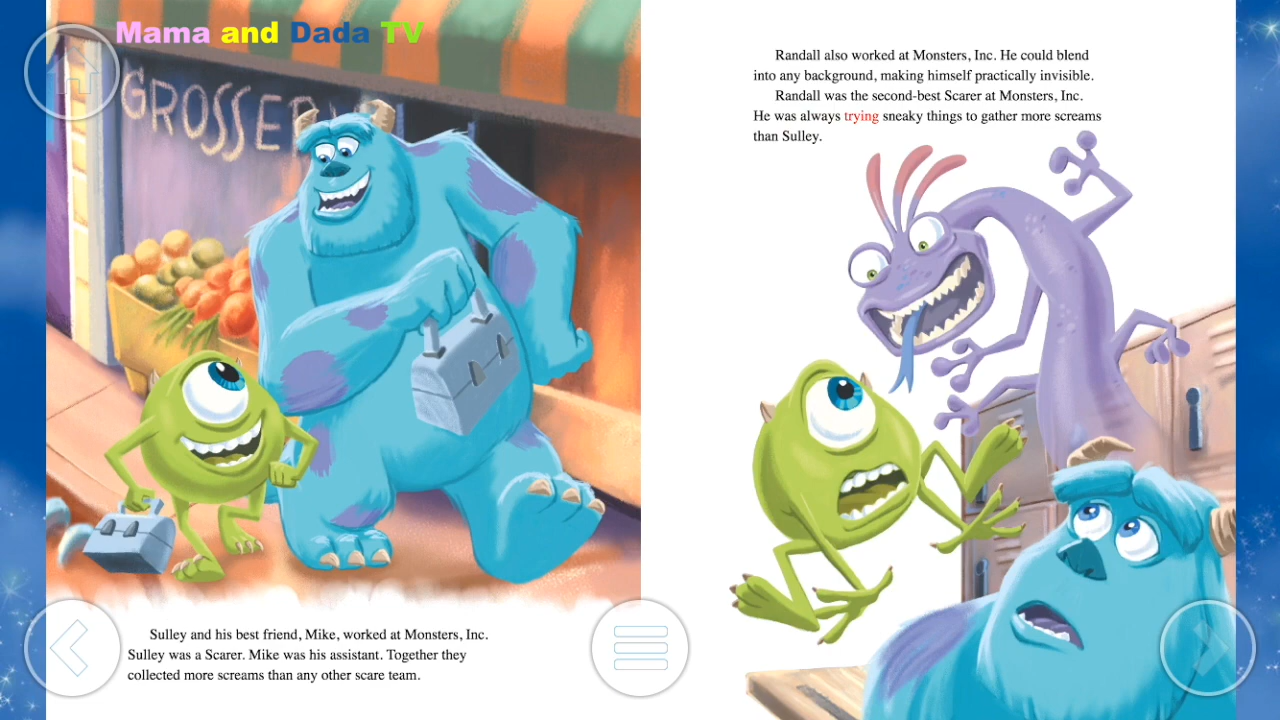 Mama and Dada TV
GROSSE
Sulley and his best friend, Mike, worked at Monsters, Inc.
Sulley was a Scarer. Mike was his assistant. Together they
collected more screams than any other scare team.
Randall also worked at Monsters, Inc. He could blend
into any background, making himself practically invisible.
Randall was the second-best Scarer at Monsters, Inc.
He was always trying sneaky things to gather more screams
than Sulley.